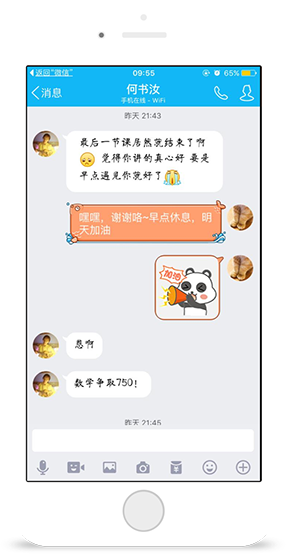 返回"微信"
09:55
65%
消息
何书汝
手机在线 - WiFi
昨天 21:43
最后一节课居然就结束了啊
觉得你讲的真心好 要是
早点遇见你就好了
嘿嘿，谢谢咯~早点休息，明
天加油
加油
恩啊
数学争取750!
昨天 21:45